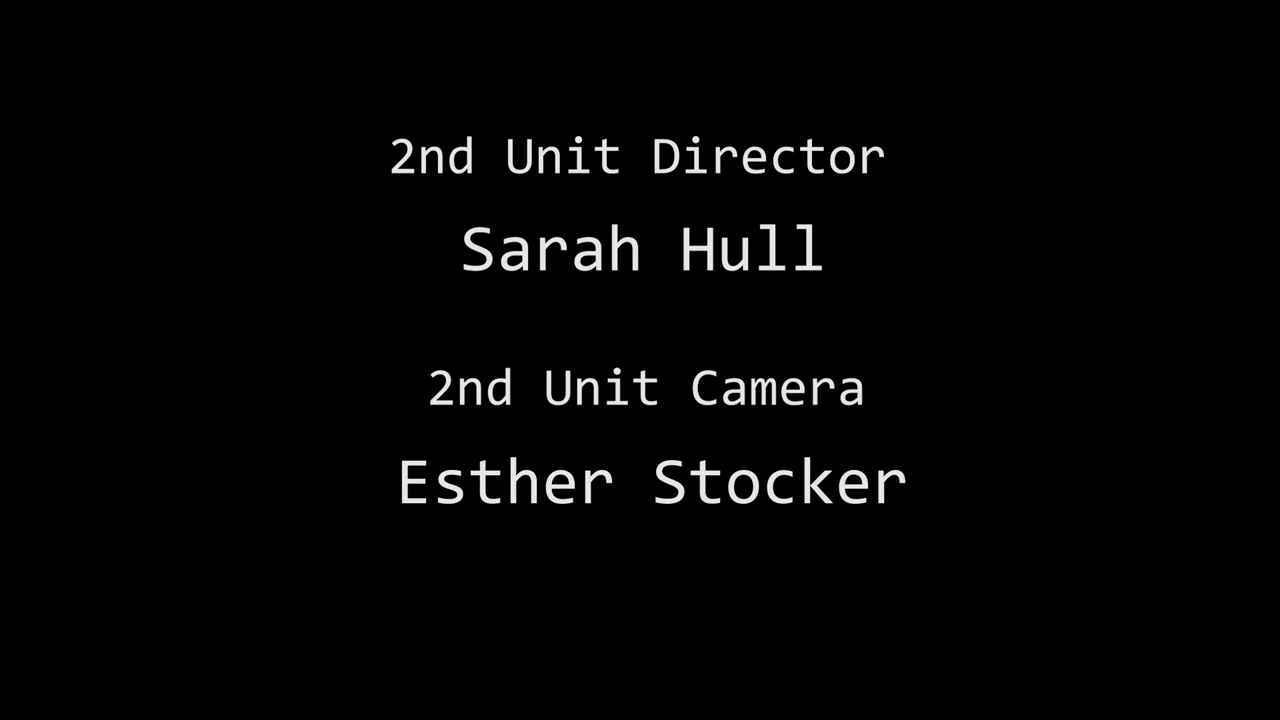 2nd Unit Director
Sarah Hull
2nd Unit Camera
Esther Stocker